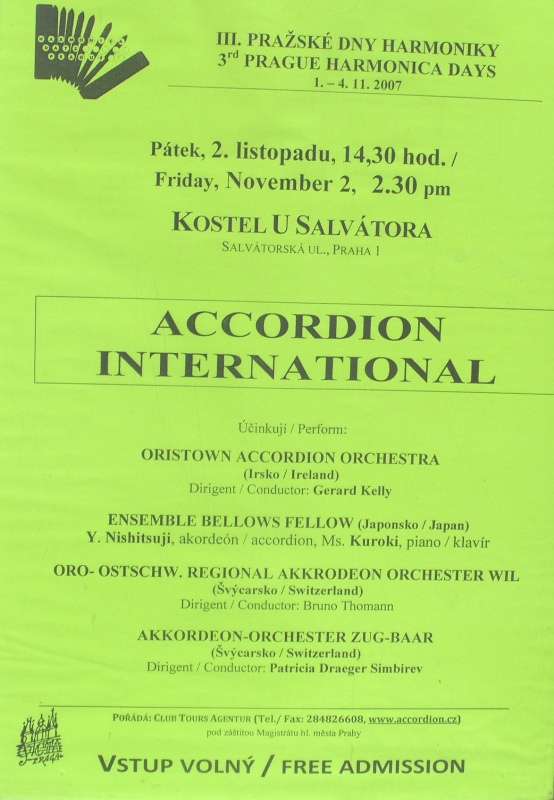 HARMONICA
DAYS
PRAGUE
III. PRAŽSKÉ DNY HARMONIKY
3rd PRAGUE HARMONICA DAYS
1. – 4. 11. 2007
Pátek, 2. listopadu, 14,30 hod. /
Friday, November 2, 2.30 pm
KOSTEL U SALVÁTORA
SALVÁTORSKÁ UL., PRAHA 1
ACCORDION
INTERNATIONAL
Účinkují / Perform:
ORISTOWN ACCORDION ORCHESTRA
(Irsko / Ireland)
Dirigent / Conductor: Gerard Kelly
ENSEMBLE BELLOWS FELLOW (Japonsko / Japan)
Y. Nishitsuji, akordeón / accordion, Ms. Kuroki, piano / klavír
ORO- OSTSCHW. REGIONAL AKKRODEON ORCHESTER WIL
(Švýcarsko / Switzerland)
Dirigent / Conductor: Bruno Thomann
AKKORDEON-ORCHESTER ZUG-BAAR
(Švýcarsko / Switzerland)
Dirigent / Conductor: Patricia Draeger Simbirev
POŘÁDÁ: CLUB TOURS AGENTUR (TEL./ FAX: 284826608, www.accordion.cz)
pod záštitou Magistrátu hl. města Prahy
PRAGA
VSTUP VOLNÝ / FREE ADMISSION